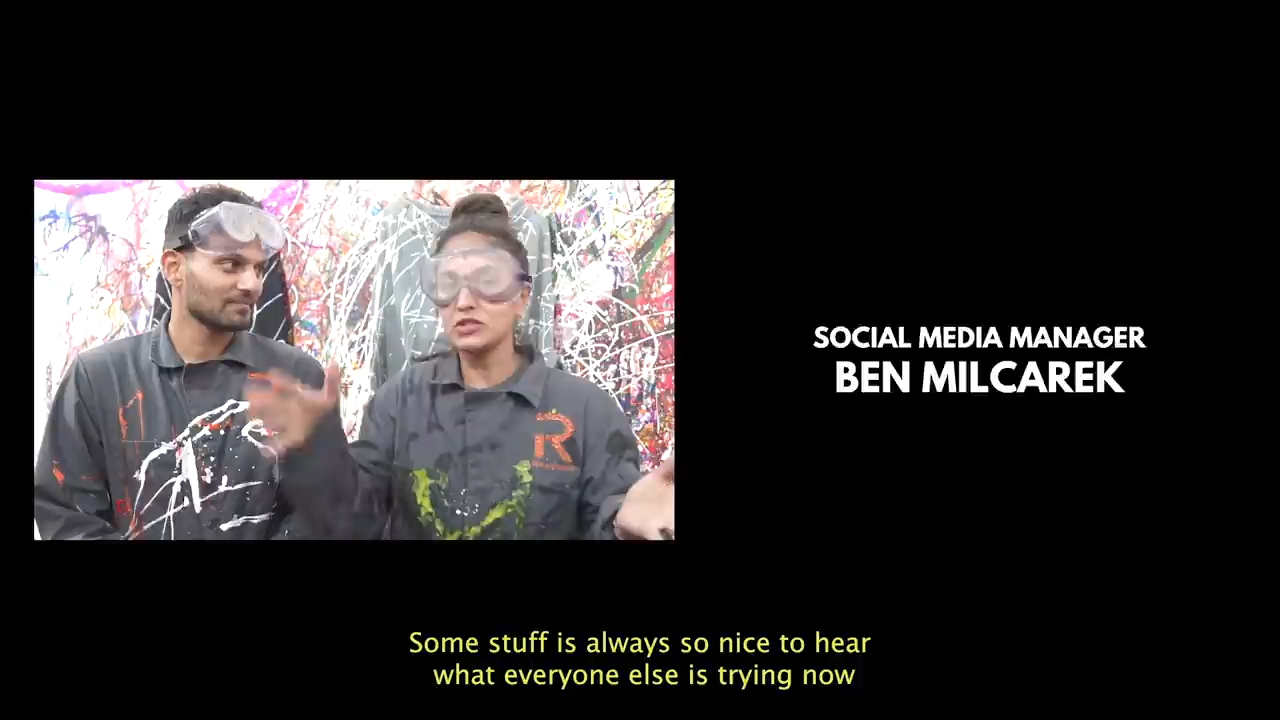 SOCIAL MEDIA MANAGER
BEN MILCAREK
R
Some stuff is always so nice to hear
what everyone else is trying now